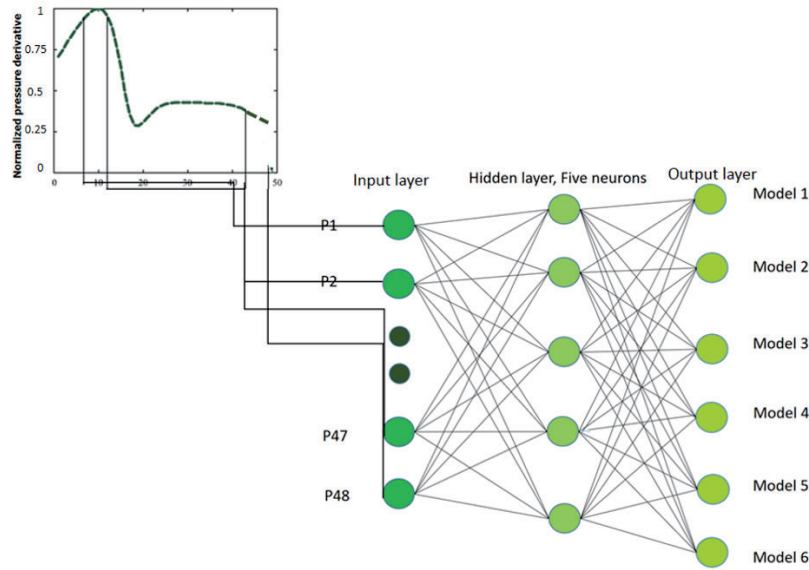 Normalized pressure derivative
1
0.75
0.5
0.25
0
0 10 20 30 40 50
Input layer
Hidden layer, Five neurons
Output layer
P1
P2
P47
P48
Model 1
Model 2
Model 3
Model 4
Model 5
Model 6